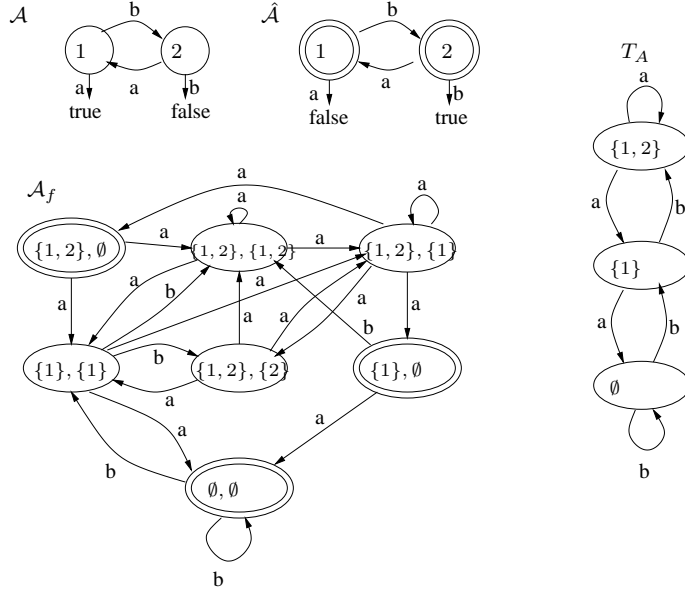 𝒜
b
1
2
a
a
b
true
false
𝒜̂
b
1
2
a
a
b
false
true
T_A
a
{1, 2}
a
b
{1}
a
b
∅
b
𝒜_f
a
a
a
{1, 2}, ∅
a
{1, 2}, {1, 2}
a
{1, 2}, {1}
a
a
b
a
a
a
a
b
a
{1}, {1}
b
{1, 2}, {2}
{1}, ∅
a
a
a
b
∅, ∅
b